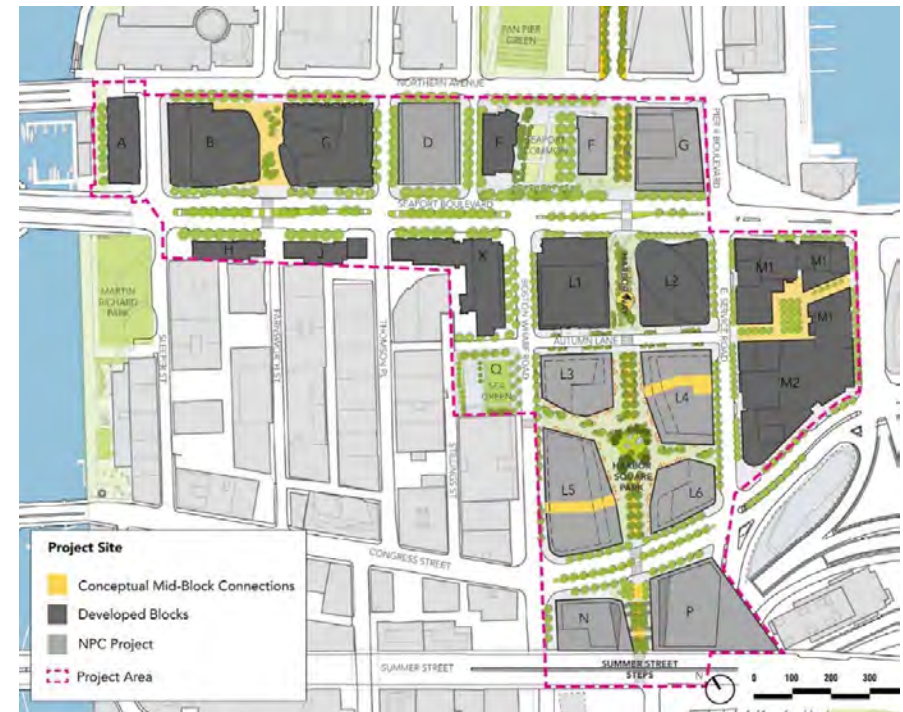 FAN PIER
GREEN
NORTHERN AVENUE
PIER 4 BOULEVARD
A
B
C
D
F
SEAPORT
COMMON
F
G
SEAPORT BOULEVARD
H
J
K
L1
HARBOR WAY
L2
M1
M1
M1
M2
MARTIN
RICHARD
PARK
SLEEPER ST.
FARNSWORTH ST.
THOMSON PL.
BOSTON WHARF ROAD
E. SERVICE ROAD
AUTUMN LANE
Q
SEA
GREEN
L3
L4
STILLINGS ST.
HARBOR
SQUARE
PARK
L5
L6
CONGRESS STREET
N
P
SUMMER STREET
SUMMER STREET
STEPS
N
0 100 200 300
Project Site
Conceptual Mid-Block Connections
Developed Blocks
NPC Project
Project Area